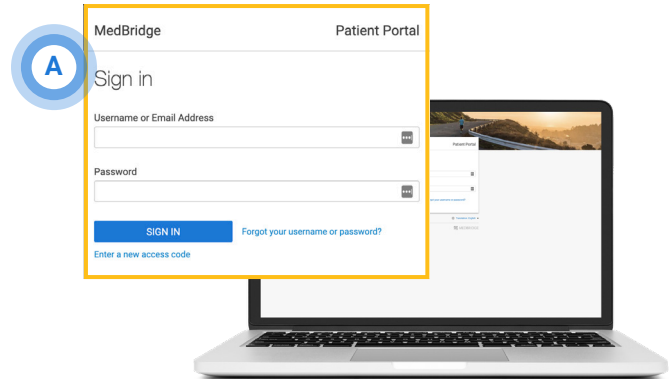 MedBridge Patient Portal
A
Sign in
Username or Email Address
Password
SIGN IN Forgot your username or password?
Enter a new access code
Patient Portal